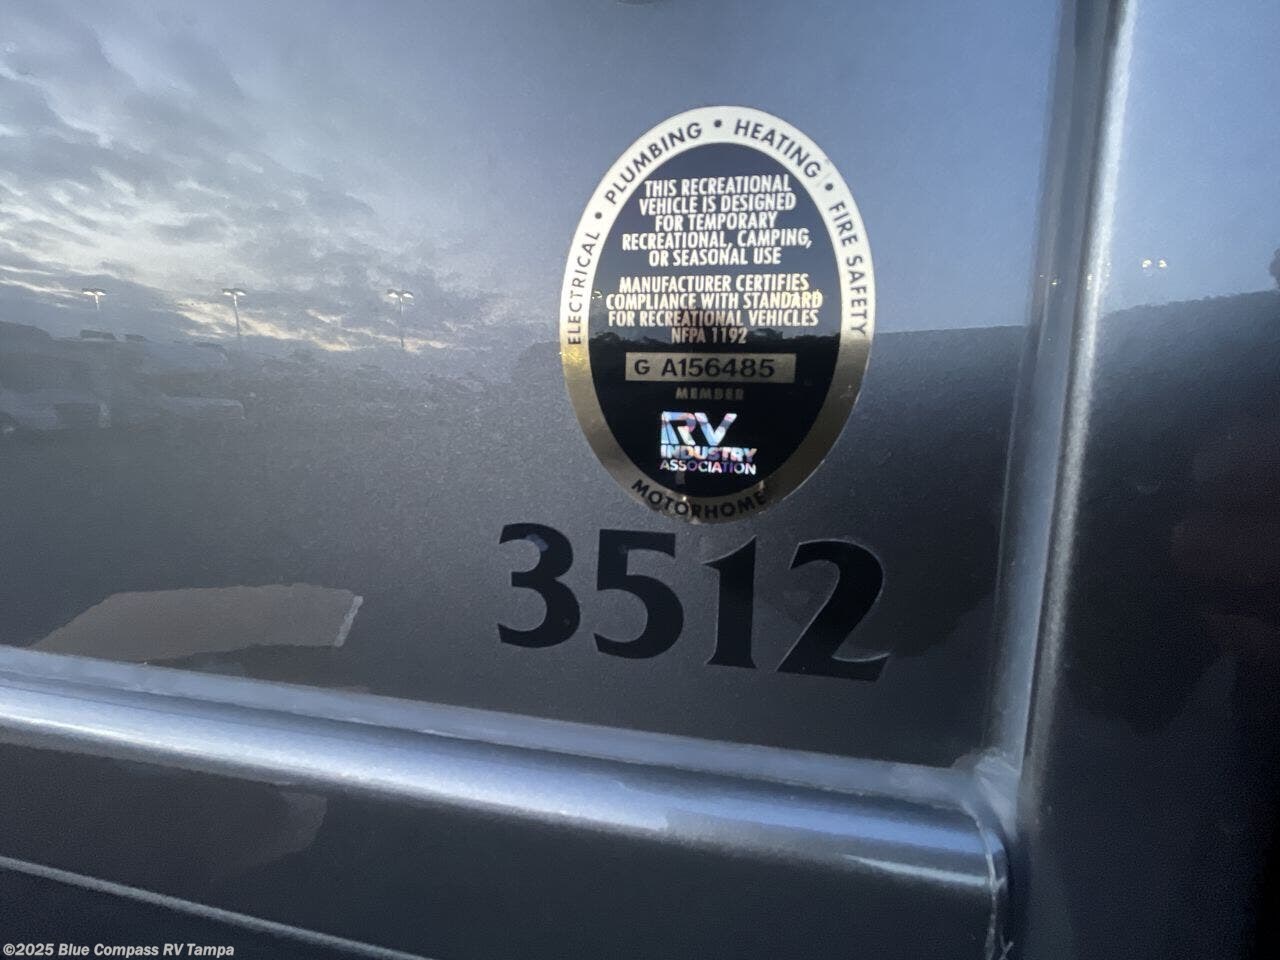 ELECTRICAL • PLUMBING • HEATING • FIRE SAFETY
THIS RECREATIONAL
VEHICLE IS DESIGNED
FOR TEMPORARY
RECREATIONAL, CAMPING,
OR SEASONAL USE
MANUFACTURER CERTIFIES
COMPLIANCE WITH STANDARD
FOR RECREATIONAL VEHICLES
NFPA 1192
G A156485
MEMBER
RV
INDUSTRY
ASSOCIATION
MOTORHOME
3512
©2025 Blue Compass RV Tampa